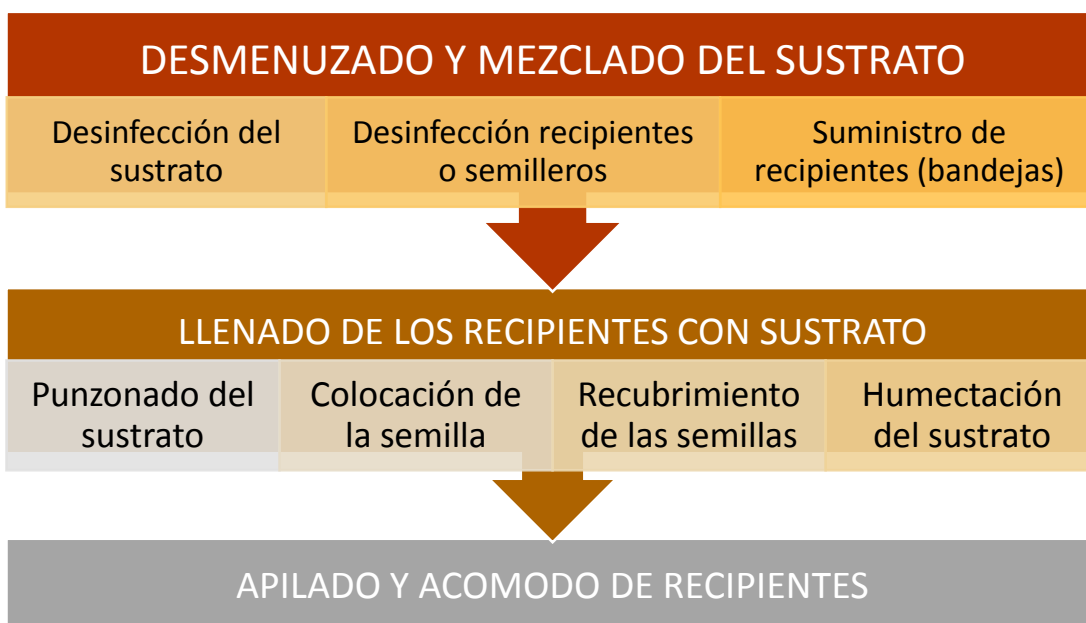 DESMENUZADO Y MEZCLADO DEL SUSTRATO
Desinfección del
sustrato
Desinfección recipientes
o semilleros
Suministro de
recipientes (bandejas)
LLENADO DE LOS RECIPIENTES CON SUSTRATO
Punzonado del
sustrato
Colocación de
la semilla
Recubrimiento
de las semillas
Humectación
del sustrato
APILADO Y ACOMODO DE RECIPIENTES